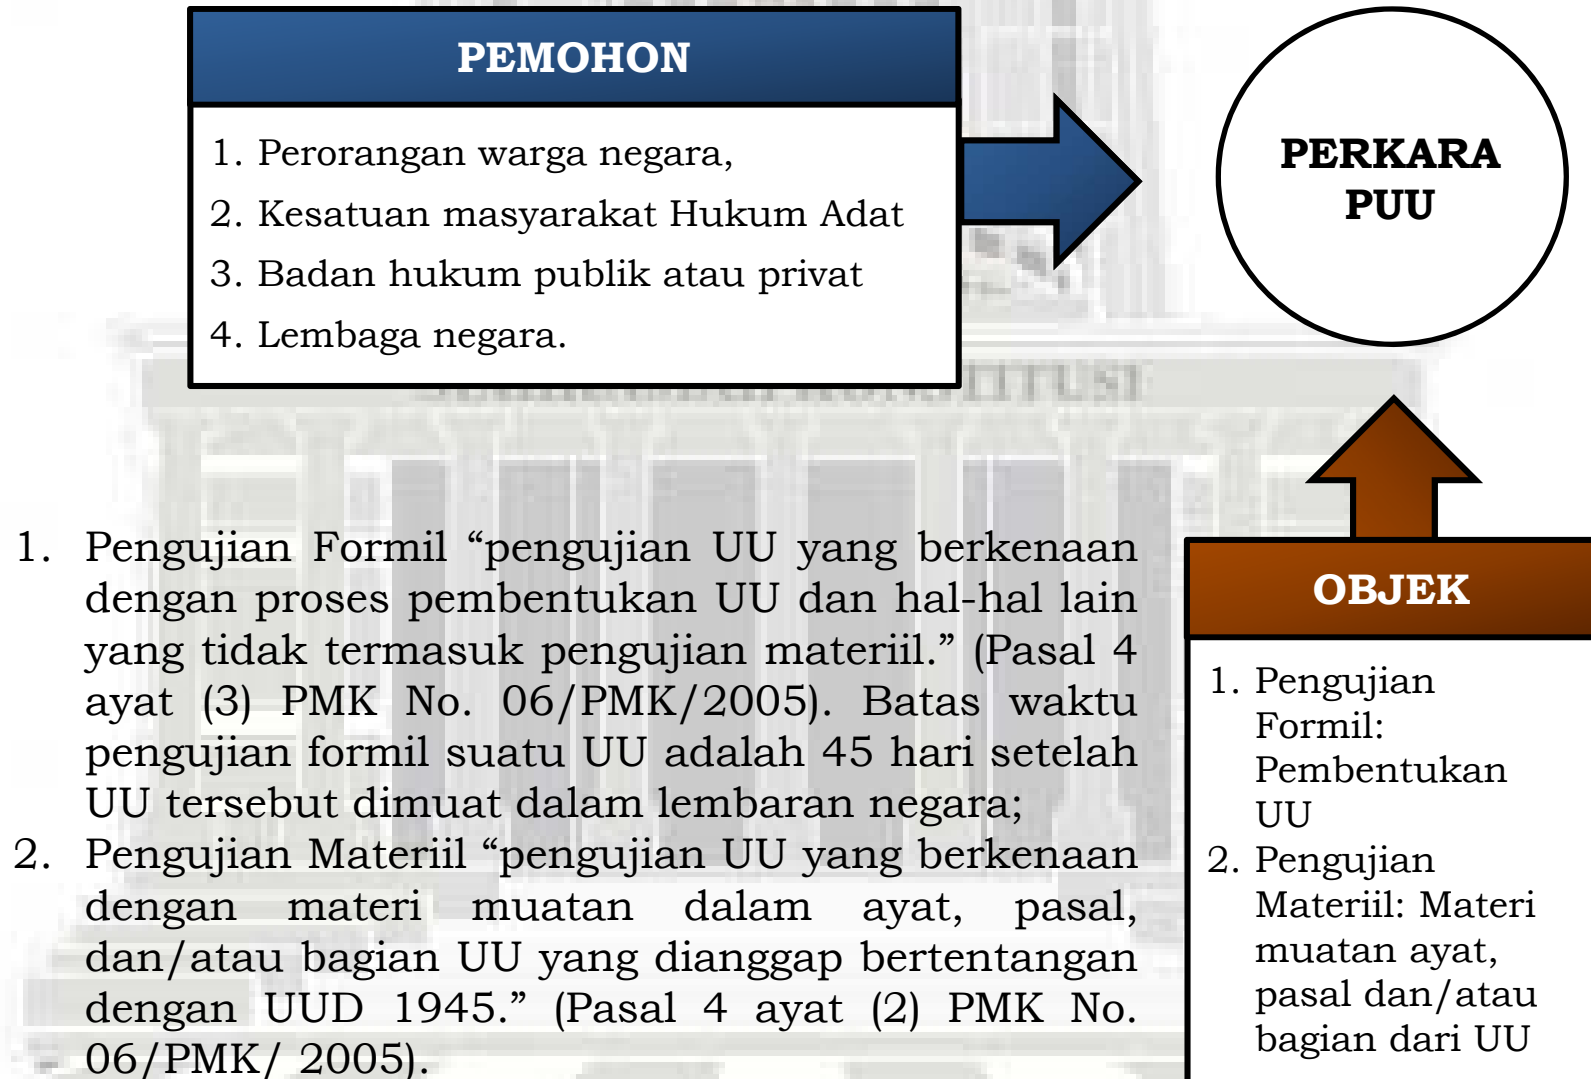 PEMOHON
1. Perorangan warga negara,
2. Kesatuan masyarakat Hukum Adat
3. Badan hukum publik atau privat
4. Lembaga negara.
PERKARA
PUU
KONSTITUSI
1. Pengujian Formil “pengujian UU yang berkenaan
dengan proses pembentukan UU dan hal-hal lain
yang tidak termasuk pengujian materiil.” (Pasal 4
ayat (3) PMK No. 06/PMK/2005). Batas waktu
pengujian formil suatu UU adalah 45 hari setelah
UU tersebut dimuat dalam lembaran negara;
2. Pengujian Materiil “pengujian UU yang berkenaan
dengan materi muatan dalam ayat, pasal,
dan/atau bagian UU yang dianggap bertentangan
dengan UUD 1945.” (Pasal 4 ayat (2) PMK No.
06/PMK/ 2005).
OBJEK
1. Pengujian
Formil:
Pembentukan
UU
2. Pengujian
Materiil: Materi
muatan ayat,
pasal dan/atau
bagian dari UU